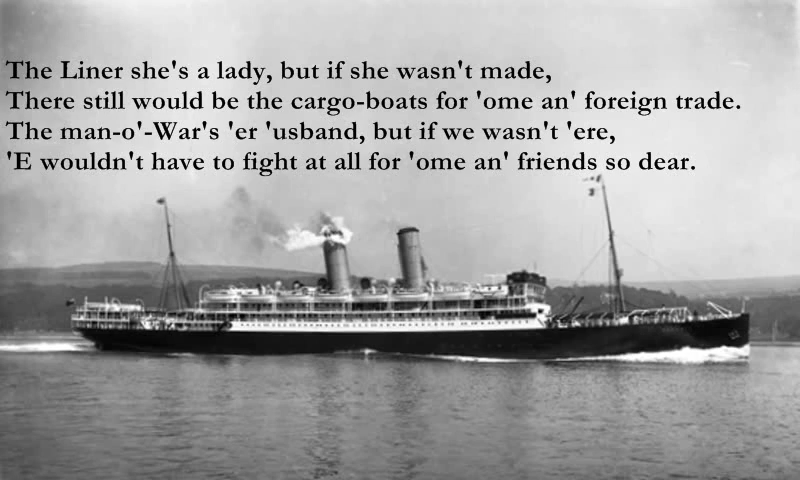 The Liner she's a lady, but if she wasn't made,
There still would be the cargo-boats for 'ome an' foreign trade.
The man-o'-War's 'er 'usband, but if we wasn't 'ere,
'E wouldn't have to fight at all for 'ome an' friends so dear.